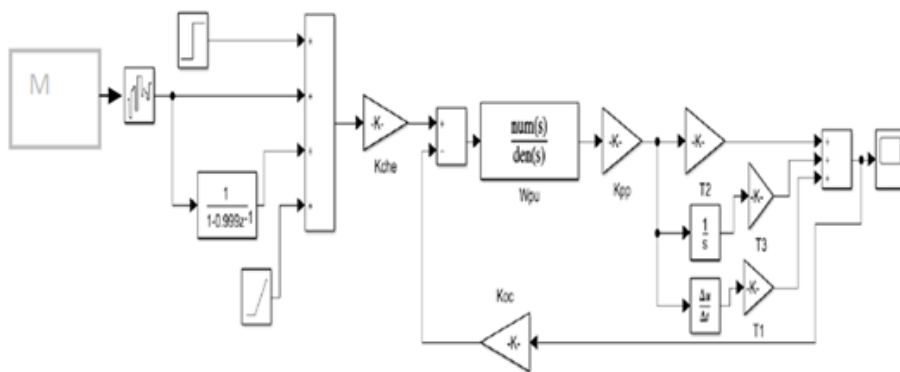 M
+
+
+
+
1
1-0.999z-1
-K-
Kche
+
−
num(s)
den(s)
Wpu
-K-
Kpp
-K-
T2
1
s
-K-
T3
Δu
Δt
-K-
T1
+
+
+
Koc
-K-